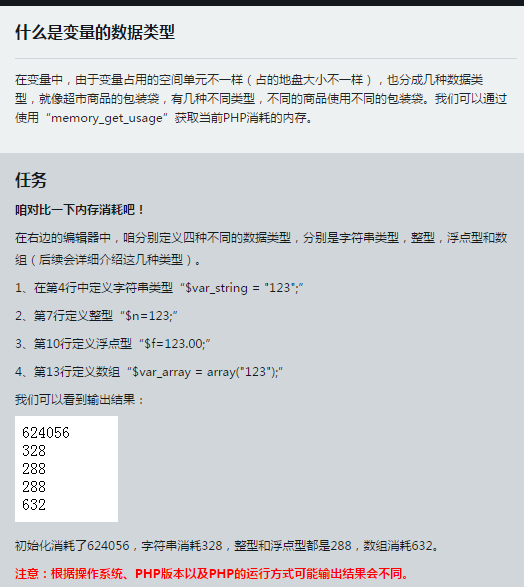 什么是变量的数据类型
在变量中，由于变量占用的空间单元不一样（占的地盘大小不一样），也分成几种数据类
型，就像超市商品的包装袋，有几种不同类型，不同的商品使用不同的包装袋。我们可以通过
使用“memory_get_usage”获取当前PHP消耗的内存。
任务
咱对比一下内存消耗吧！
在右边的编辑器中，咱分别定义四种不同的数据类型，分别是字符串类型，整型，浮点型和数
组（后续会详细介绍这几种类型）。
1、在第4行中定义字符串类型“$var_string = "123";”
2、第7行定义整型“$n=123;”
3、第10行定义浮点型“$f=123.00;”
4、第13行定义数组“$var_array = array("123");”
我们可以看到输出结果：
624056
328
288
288
632
初始化消耗了624056，字符串消耗328，整型和浮点型都是288，数组消耗632。
注意：根据操作系统、PHP版本以及PHP的运行方式可能输出结果会不同。